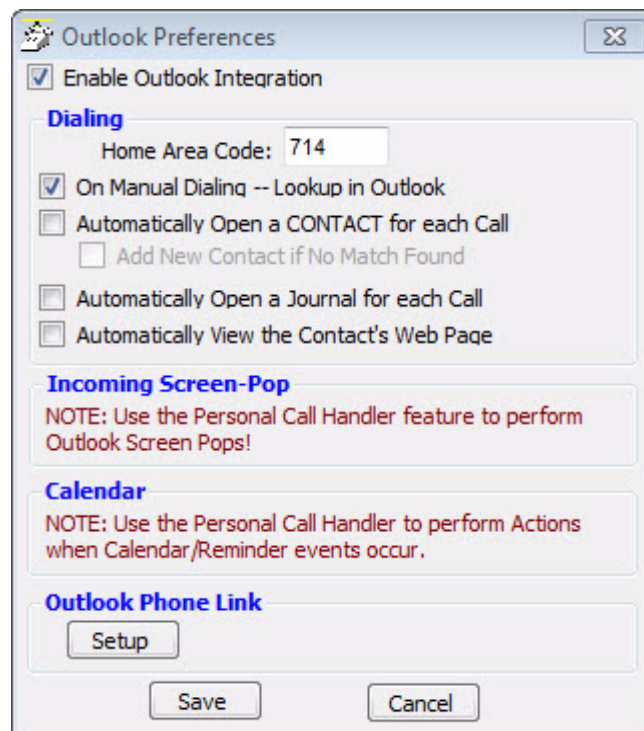 Outlook Preferences
Enable Outlook Integration
Dialing
Home Area Code: 714
On Manual Dialing -- Lookup in Outlook
Automatically Open a CONTACT for each Call
Add New Contact if No Match Found
Automatically Open a Journal for each Call
Automatically View the Contact's Web Page
Incoming Screen-Pop
NOTE: Use the Personal Call Handler feature to perform
Outlook Screen Pops!
Calendar
NOTE: Use the Personal Call Handler to perform Actions
when Calendar/Reminder events occur.
Outlook Phone Link
Setup
Save Cancel